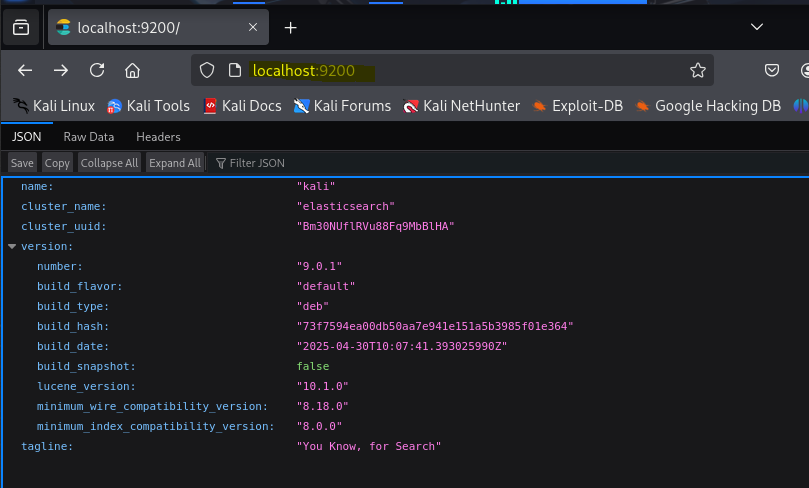 localhost:9200/
localhost:9200
Kali Linux Kali Tools Kali Docs Kali Forums Kali NetHunter Exploit-DB Google Hacking DB
JSON Raw Data Headers
Save Copy Collapse All Expand All Filter JSON
name: "kali"
cluster_name: "elasticsearch"
cluster_uuid: "Bm30NUflRVu88Fq9MbBlHA"
version:
number: "9.0.1"
build_flavor: "default"
build_type: "deb"
build_hash: "73f7594ea00db50aa7e941e151a5b3985f01e364"
build_date: "2025-04-30T10:07:41.393025990Z"
build_snapshot: false
lucene_version: "10.1.0"
minimum_wire_compatibility_version: "8.18.0"
minimum_index_compatibility_version: "8.0.0"
tagline: "You Know, for Search"